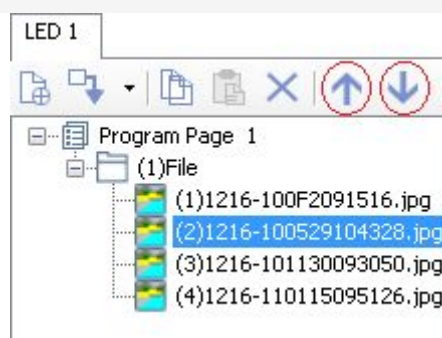 LED 1
Program Page 1
(1)File
(1)1216-100F2091516.jpg
(2)1216-100529104328.jpg
(3)1216-101130093050.jpg
(4)1216-110115095126.jpg